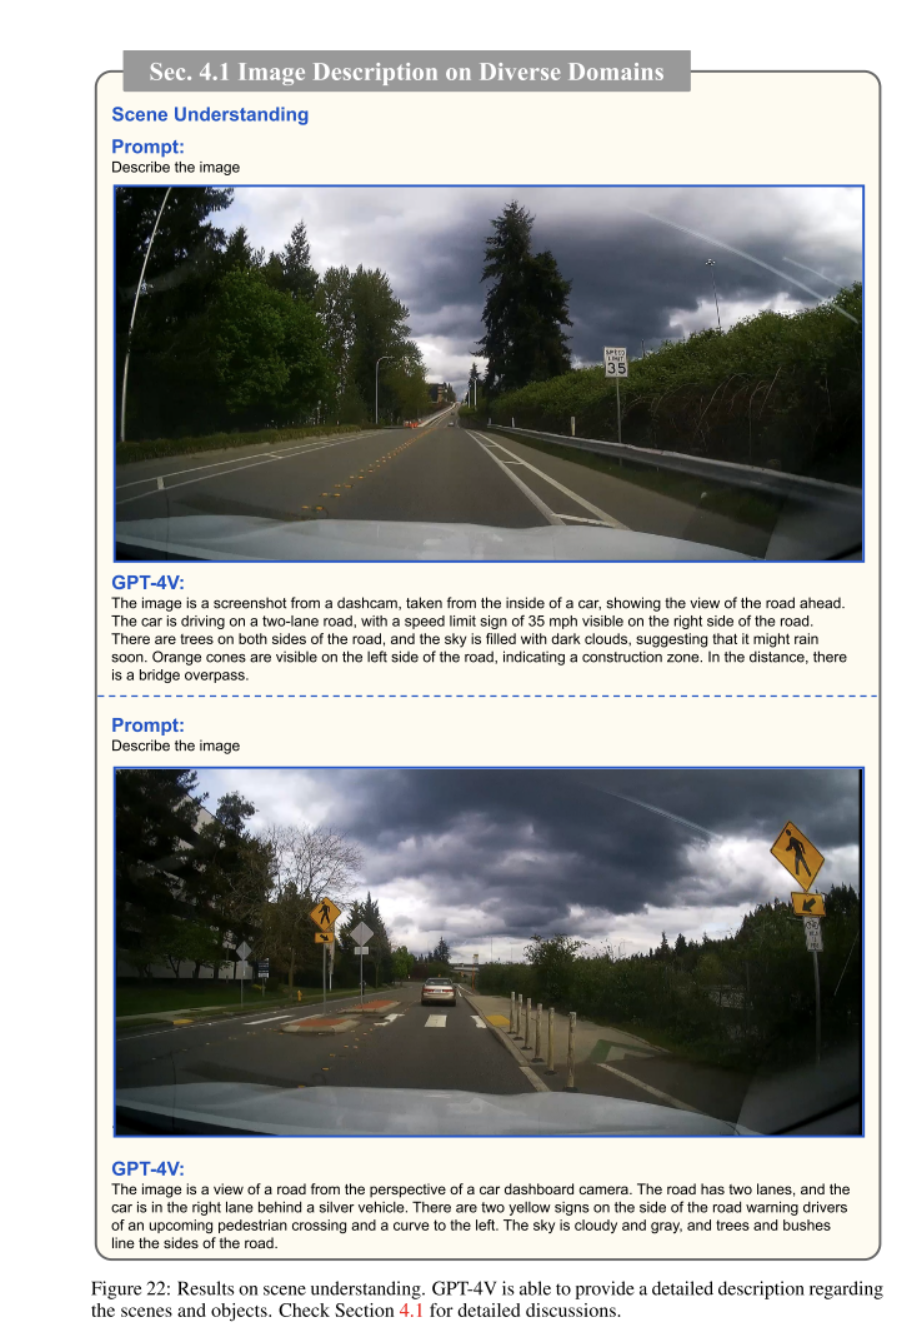 Sec. 4.1 Image Description on Diverse Domains
Scene Understanding
Prompt:
Describe the image
SPEED
LIMIT
35
GPT-4V:
The image is a screenshot from a dashcam, taken from the inside of a car, showing the view of the road ahead.
The car is driving on a two-lane road, with a speed limit sign of 35 mph visible on the right side of the road.
There are trees on both sides of the road, and the sky is filled with dark clouds, suggesting that it might rain
soon. Orange cones are visible on the left side of the road, indicating a construction zone. In the distance, there
is a bridge overpass.
Prompt:
Describe the image
GPT-4V:
The image is a view of a road from the perspective of a car dashboard camera. The road has two lanes, and the
car is in the right lane behind a silver vehicle. There are two yellow signs on the side of the road warning drivers
of an upcoming pedestrian crossing and a curve to the left. The sky is cloudy and gray, and trees and bushes
line the sides of the road.
Figure 22: Results on scene understanding. GPT-4V is able to provide a detailed description regarding
the scenes and objects. Check Section 4.1 for detailed discussions.